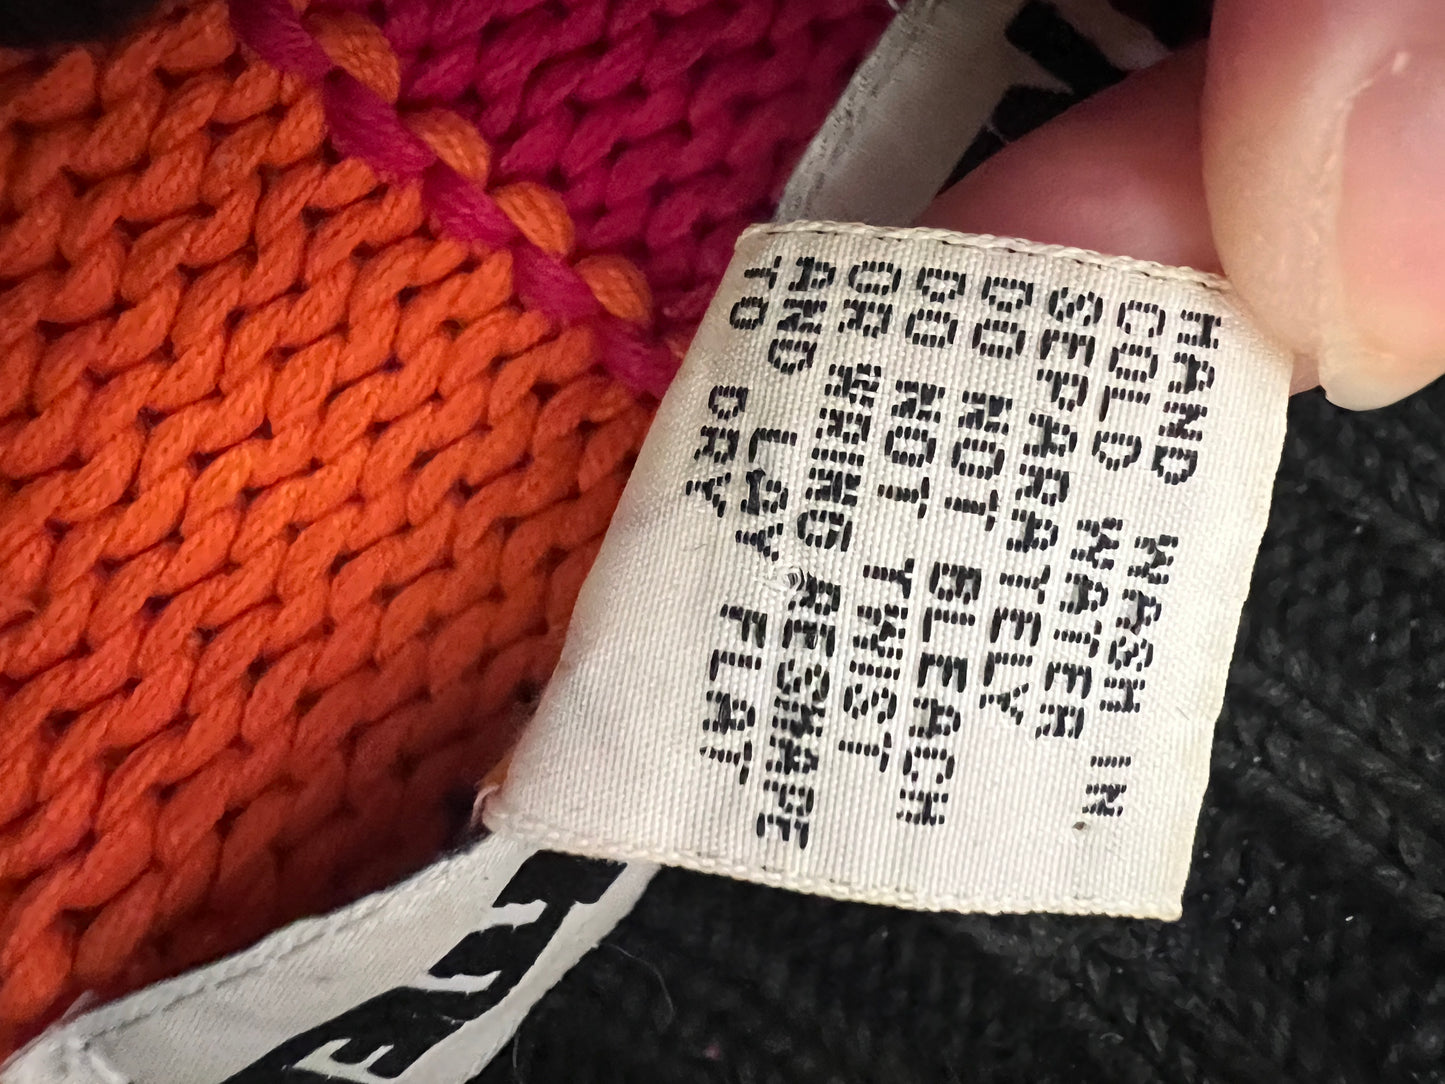 HAND WASH IN
COLD WATER
SEPARATELY
DO NOT BLEACH
DO NOT TWIST
OR WRING RESHAPE
AND LAY FLAT
TO DRY